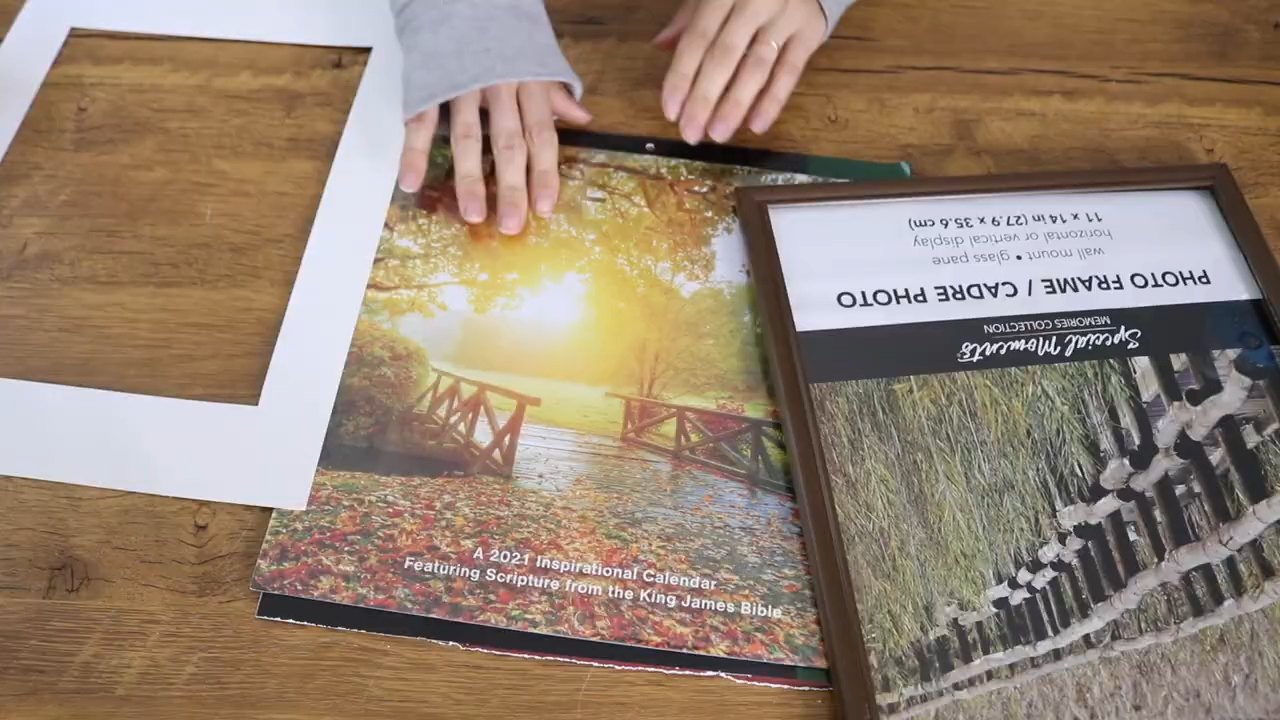 A 2021 Inspirational Calendar
Featuring Scripture from the King James Bible
Special Moments
MEMORIES COLLECTION
PHOTO FRAME / CADRE PHOTO
wall mount • glass pane
horizontal or vertical display
11 x 14 in (27.9 x 35.6 cm)